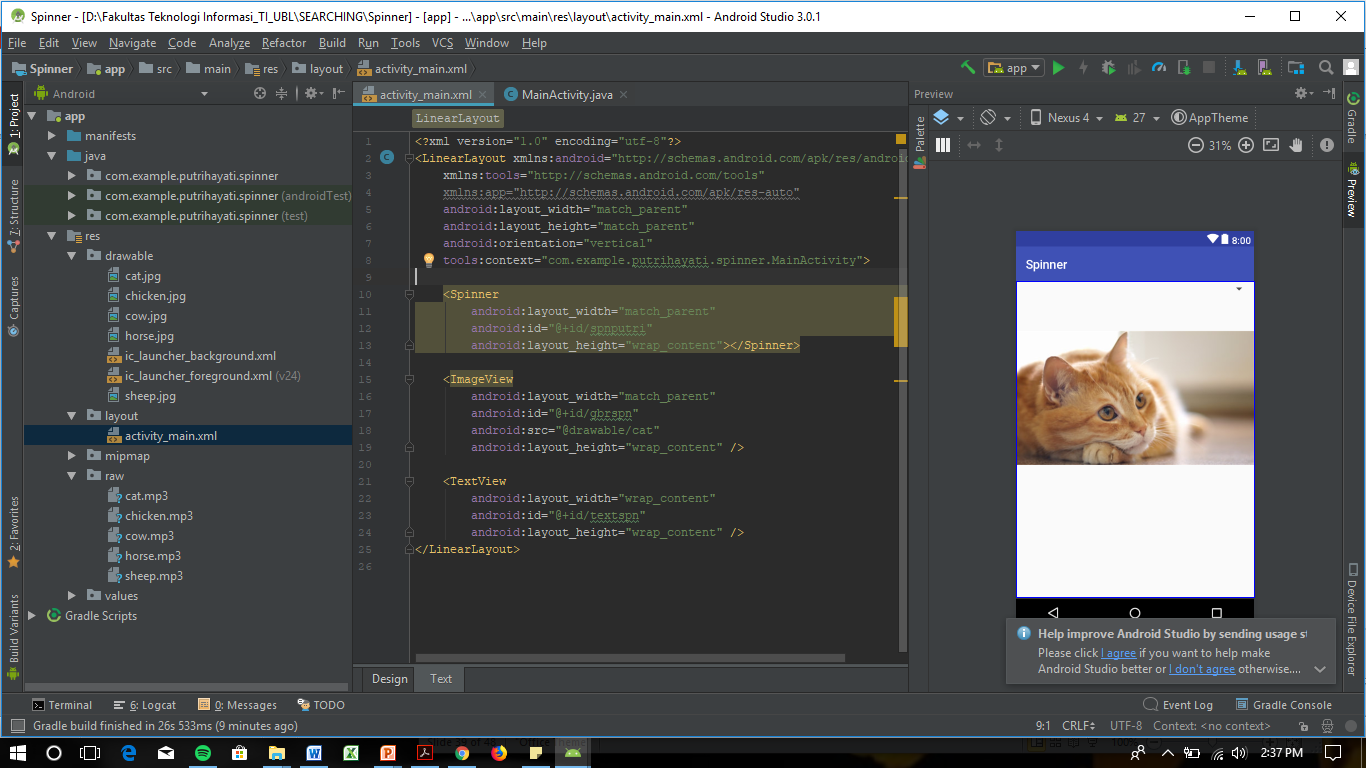 Spinner - [D:\Fakultas Teknologi Informasi_TI_UBL\SEARCHING\Spinner] - [app] - ...\app\src\main\res\layout\activity_main.xml - Android Studio 3.0.1
File Edit View Navigate Code Analyze Refactor Build Run Tools VCS Window Help
Spinner app src main res layout activity_main.xml app
Android activity_main.xml MainActivity.java Preview
1: Project
7: Structure
Captures
2: Favorites
Build Variants
app
manifests
java
com.example.putrihayati.spinner
com.example.putrihayati.spinner (androidTest)
com.example.putrihayati.spinner (test)
res
drawable
cat.jpg
chicken.jpg
cow.jpg
horse.jpg
ic_launcher_background.xml
ic_launcher_foreground.xml (v24)
sheep.jpg
layout
activity_main.xml
mipmap
raw
cat.mp3
chicken.mp3
cow.mp3
horse.mp3
sheep.mp3
values
Gradle Scripts
LinearLayout
1 <?xml version="1.0" encoding="utf-8"?>
2 <LinearLayout xmlns:android="http://schemas.android.com/apk/res/androi
3 xmlns:tools="http://schemas.android.com/tools"
4 xmlns:app="http://schemas.android.com/apk/res-auto"
5 android:layout_width="match_parent"
6 android:layout_height="match_parent"
7 android:orientation="vertical"
8 tools:context="com.example.putrihayati.spinner.MainActivity">
9
10 <Spinner
11 android:layout_width="match_parent"
12 android:id="@+id/spnputri"
13 android:layout_height="wrap_content"></Spinner>
14
15 <ImageView
16 android:layout_width="match_parent"
17 android:id="@+id/gbrspn"
18 android:src="@drawable/cat"
19 android:layout_height="wrap_content" />
20
21 <TextView
22 android:layout_width="wrap_content"
23 android:id="@+id/textspn"
24 android:layout_height="wrap_content" />
25 </LinearLayout>
26
Design Text
Palette
Nexus 4 27 AppTheme
31%
8:00
Spinner
Gradle
Preview
Device File Explorer
Help improve Android Studio by sending usage st
Please click I agree if you want to help make
Android Studio better or I don't agree otherwise....
Terminal 6: Logcat 0: Messages TODO Event Log Gradle Console
Gradle build finished in 26s 533ms (9 minutes ago) 9:1 CRLF UTF-8 Context: <no context>
2:37 PM